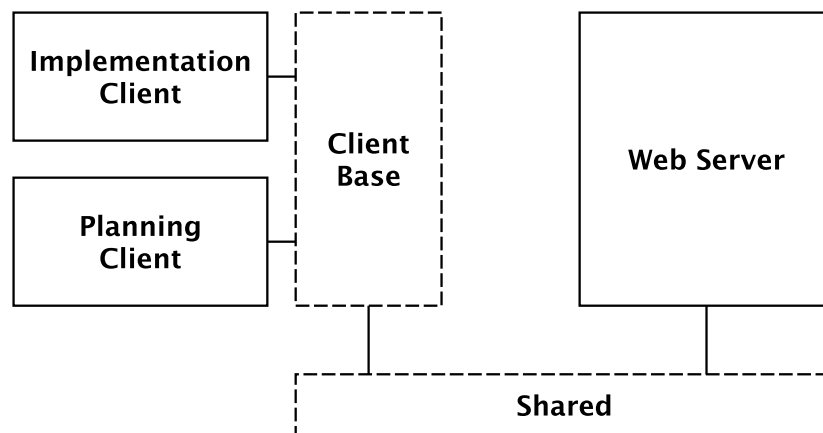 Implementation
Client
Planning
Client
Client
Base
Web Server
Shared